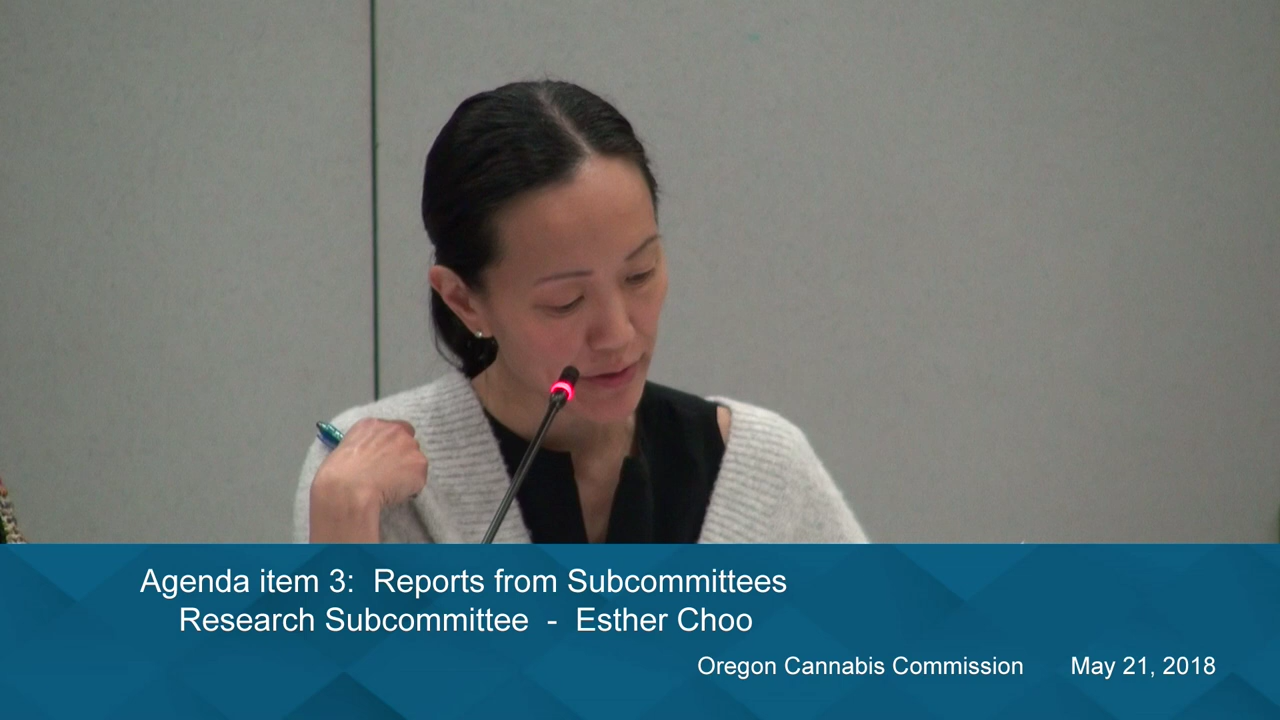 Agenda item 3:  Reports from Subcommittees
Research Subcommittee  -  Esther Choo
Oregon Cannabis Commission May 21, 2018